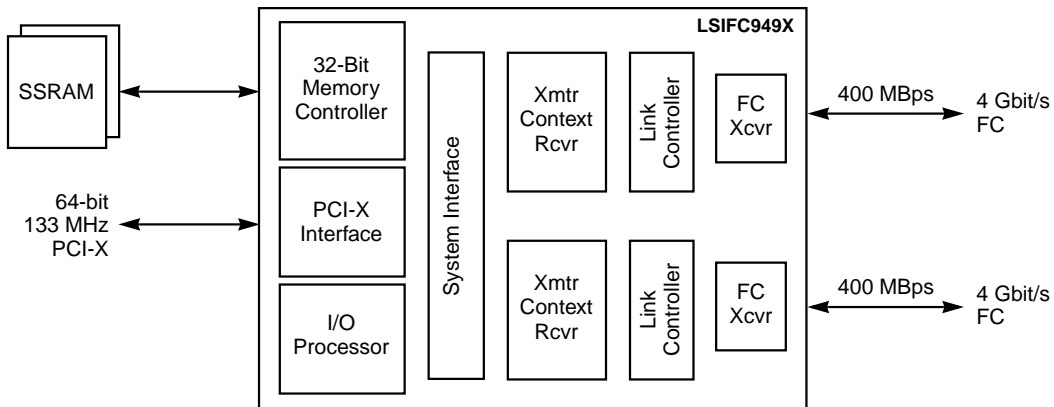 LSIFC949X
SSRAM
32-Bit
Memory
Controller
64-bit
133 MHz
PCI-X
PCI-X
Interface
I/O
Processor
System Interface
Xmtr
Context
Rcvr
Link
Controller
FC
Xcvr
400 MBps
4 Gbit/s
FC
Xmtr
Context
Rcvr
Link
Controller
FC
Xcvr
400 MBps
4 Gbit/s
FC